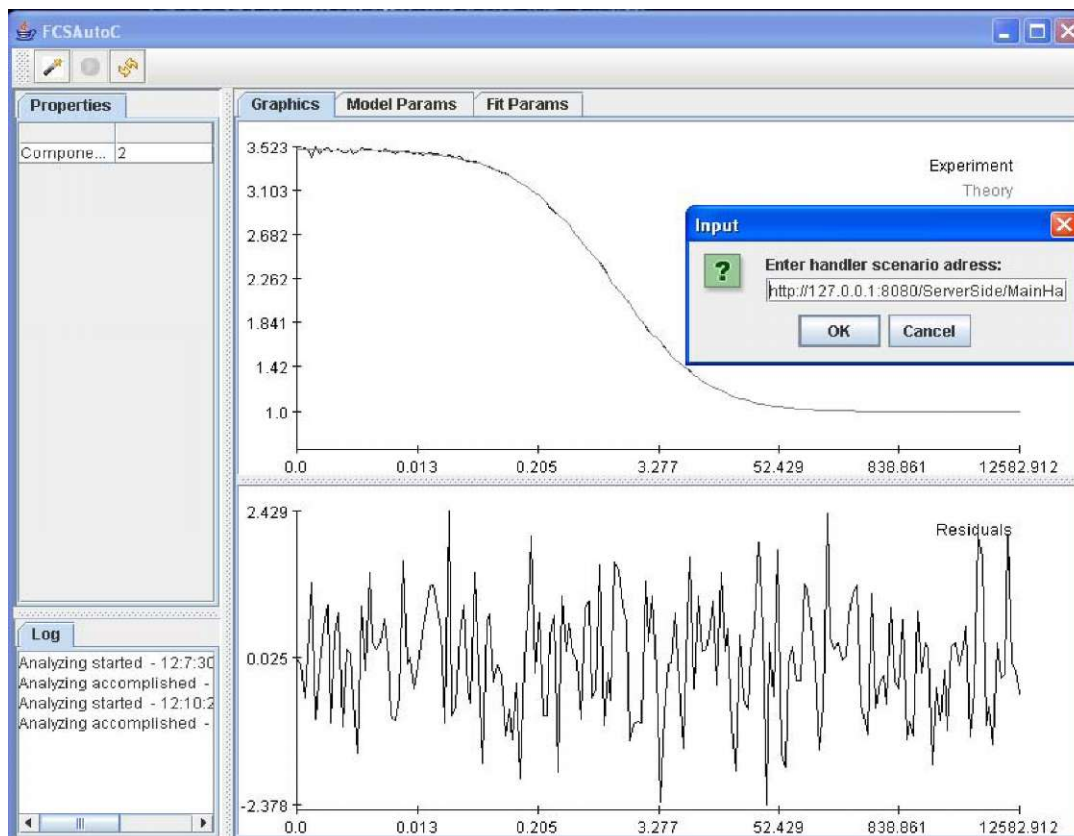 FCSAutoC
Properties
Compone... 2
Graphics Model Params Fit Params
3.523
3.103
2.682
2.262
1.841
1.42
1.0
Experiment
Theory
0.0 0.013 0.205 3.277 52.429 838.861 12582.912
Input
?
Enter handler scenario adress:
http://127.0.0.1:8080/ServerSide/MainHa
OK Cancel
2.429
0.025
-2.378
Residuals
0.0 0.013 0.205 3.277 52.429 838.861 12582.912
Log
Analyzing started - 12:7:30
Analyzing accomplished -
Analyzing started - 12:10:2
Analyzing accomplished -